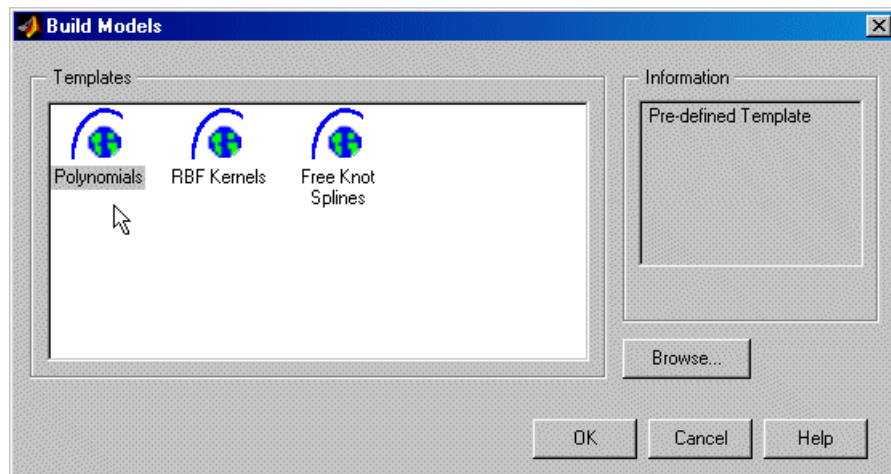 Build Models
Templates
Polynomials
RBF Kernels
Free Knot
Splines
Information
Pre-defined Template
Browse...
OK
Cancel
Help